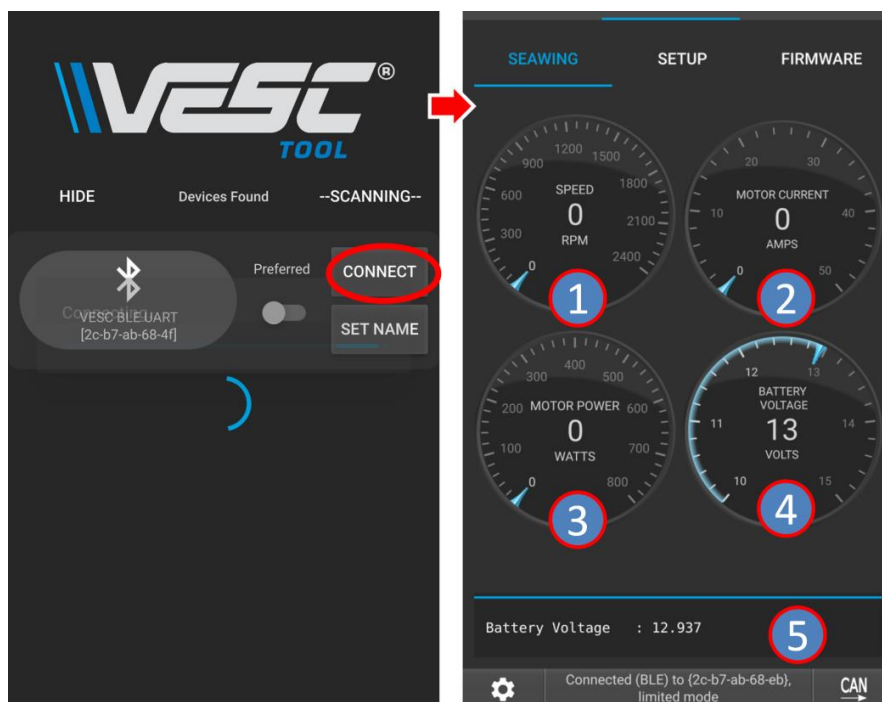 VESC®
TOOL
HIDE
Devices Found
--SCANNING--
Preferred
CONNECT
Connecting
VESC BLE UART
[2c-b7-ab-68-4f]
SET NAME
SEAWING
SETUP
FIRMWARE
0
300
600
900
1200
1500
1800
2100
2400
SPEED
0
RPM
1
0
10
20
30
40
50
MOTOR CURRENT
0
AMPS
2
0
100
200
300
400
500
600
700
800
MOTOR POWER
0
WATTS
3
10
11
12
13
14
15
BATTERY
VOLTAGE
13
VOLTS
4
Battery Voltage : 12.937
5
Connected (BLE) to {2c-b7-ab-68-eb},
limited mode
CAN